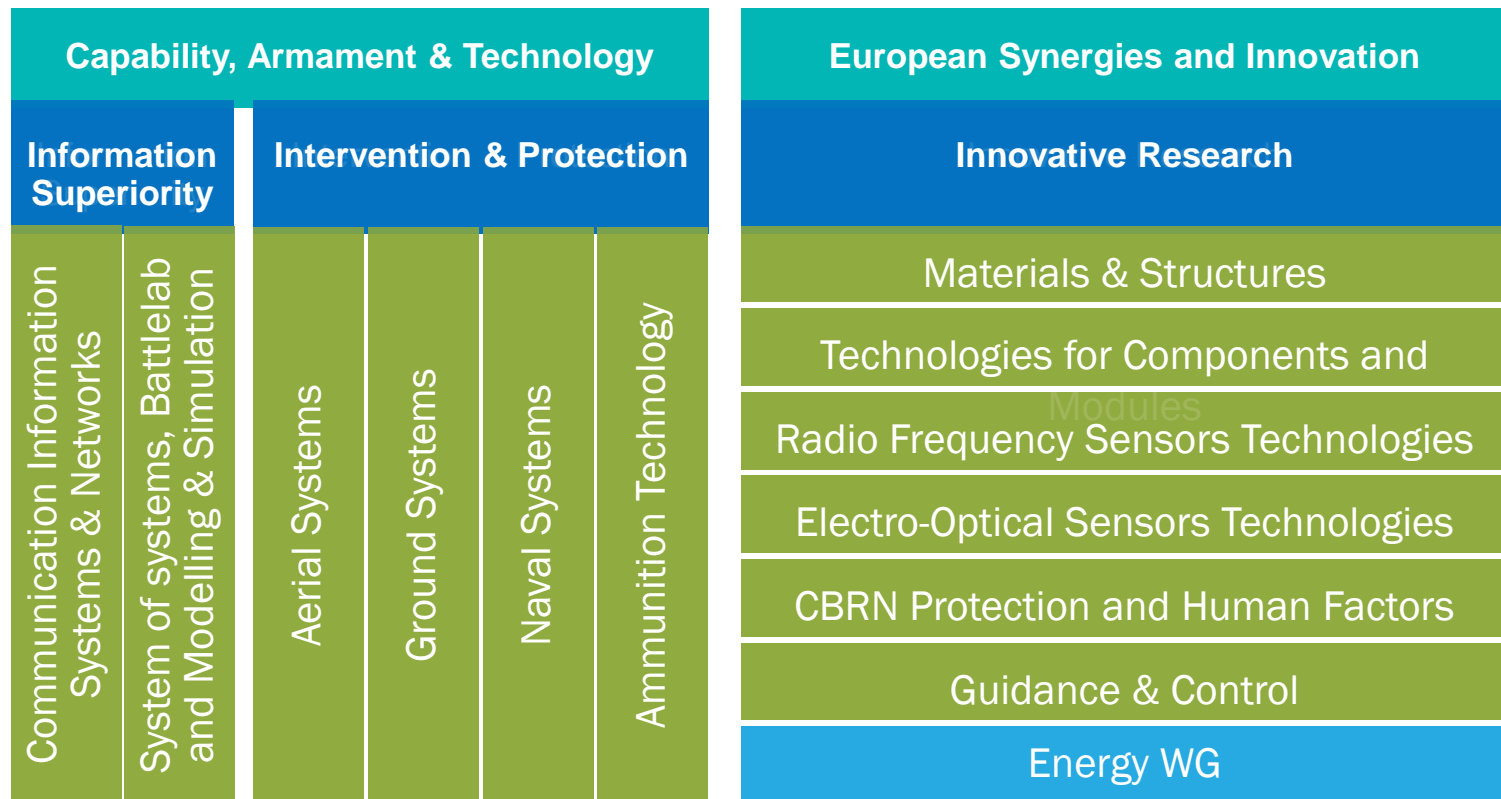 Capability, Armament & Technology
Information
Superiority
Intervention & Protection
Communication Information
Systems & Networks
System of systems, Battlelab
and Modelling & Simulation
Aerial Systems
Ground Systems
Naval Systems
Ammunition Technology
European Synergies and Innovation
Innovative Research
Materials & Structures
Technologies for Components and
Modules
Radio Frequency Sensors Technologies
Electro-Optical Sensors Technologies
CBRN Protection and Human Factors
Guidance & Control
Energy WG